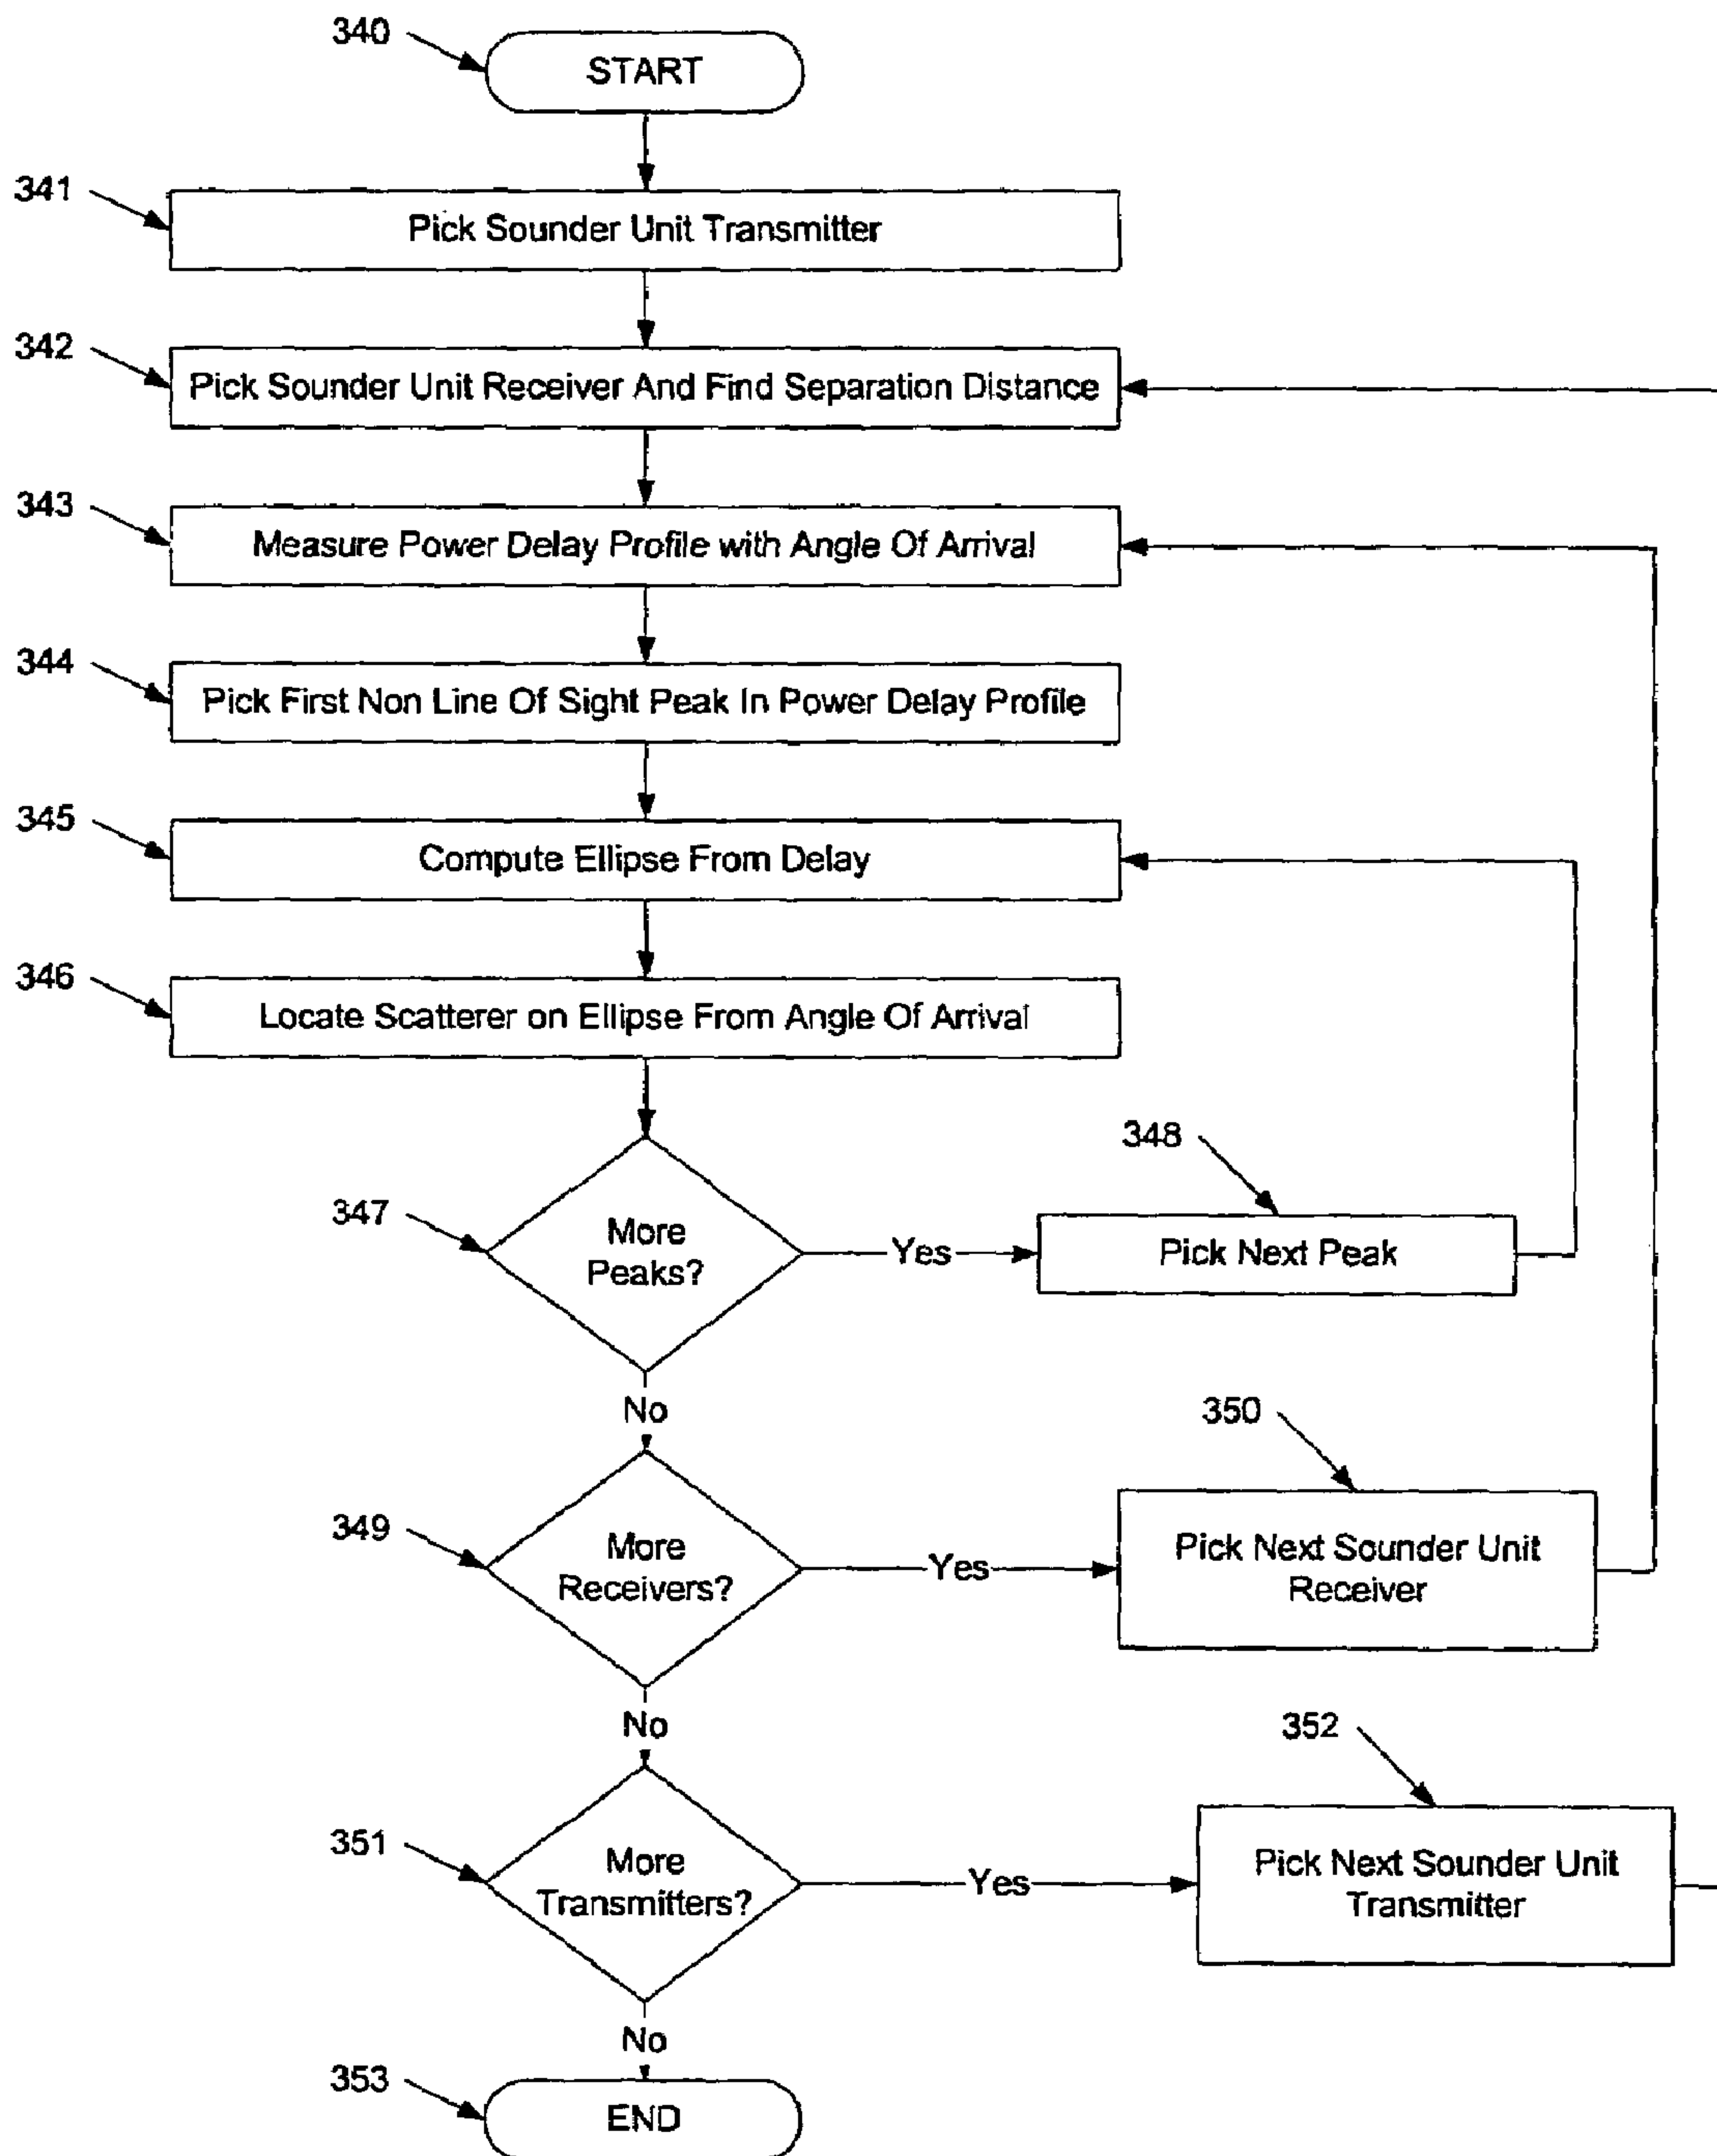 340
START
341
Pick Sounder Unit Transmitter
342
Pick Sounder Unit Receiver And Find Separation Distance
343
Measure Power Delay Profile with Angle Of Arrival
344
Pick First Non Line Of Sight Peak In Power Delay Profile
345
Compute Ellipse From Delay
346
Locate Scatterer on Ellipse From Angle Of Arrival
347
More
Peaks?
Yes
348
Pick Next Peak
No
349
More
Receivers?
Yes
350
Pick Next Sounder Unit
Receiver
No
351
More
Transmitters?
Yes
352
Pick Next Sounder Unit
Transmitter
No
353
END